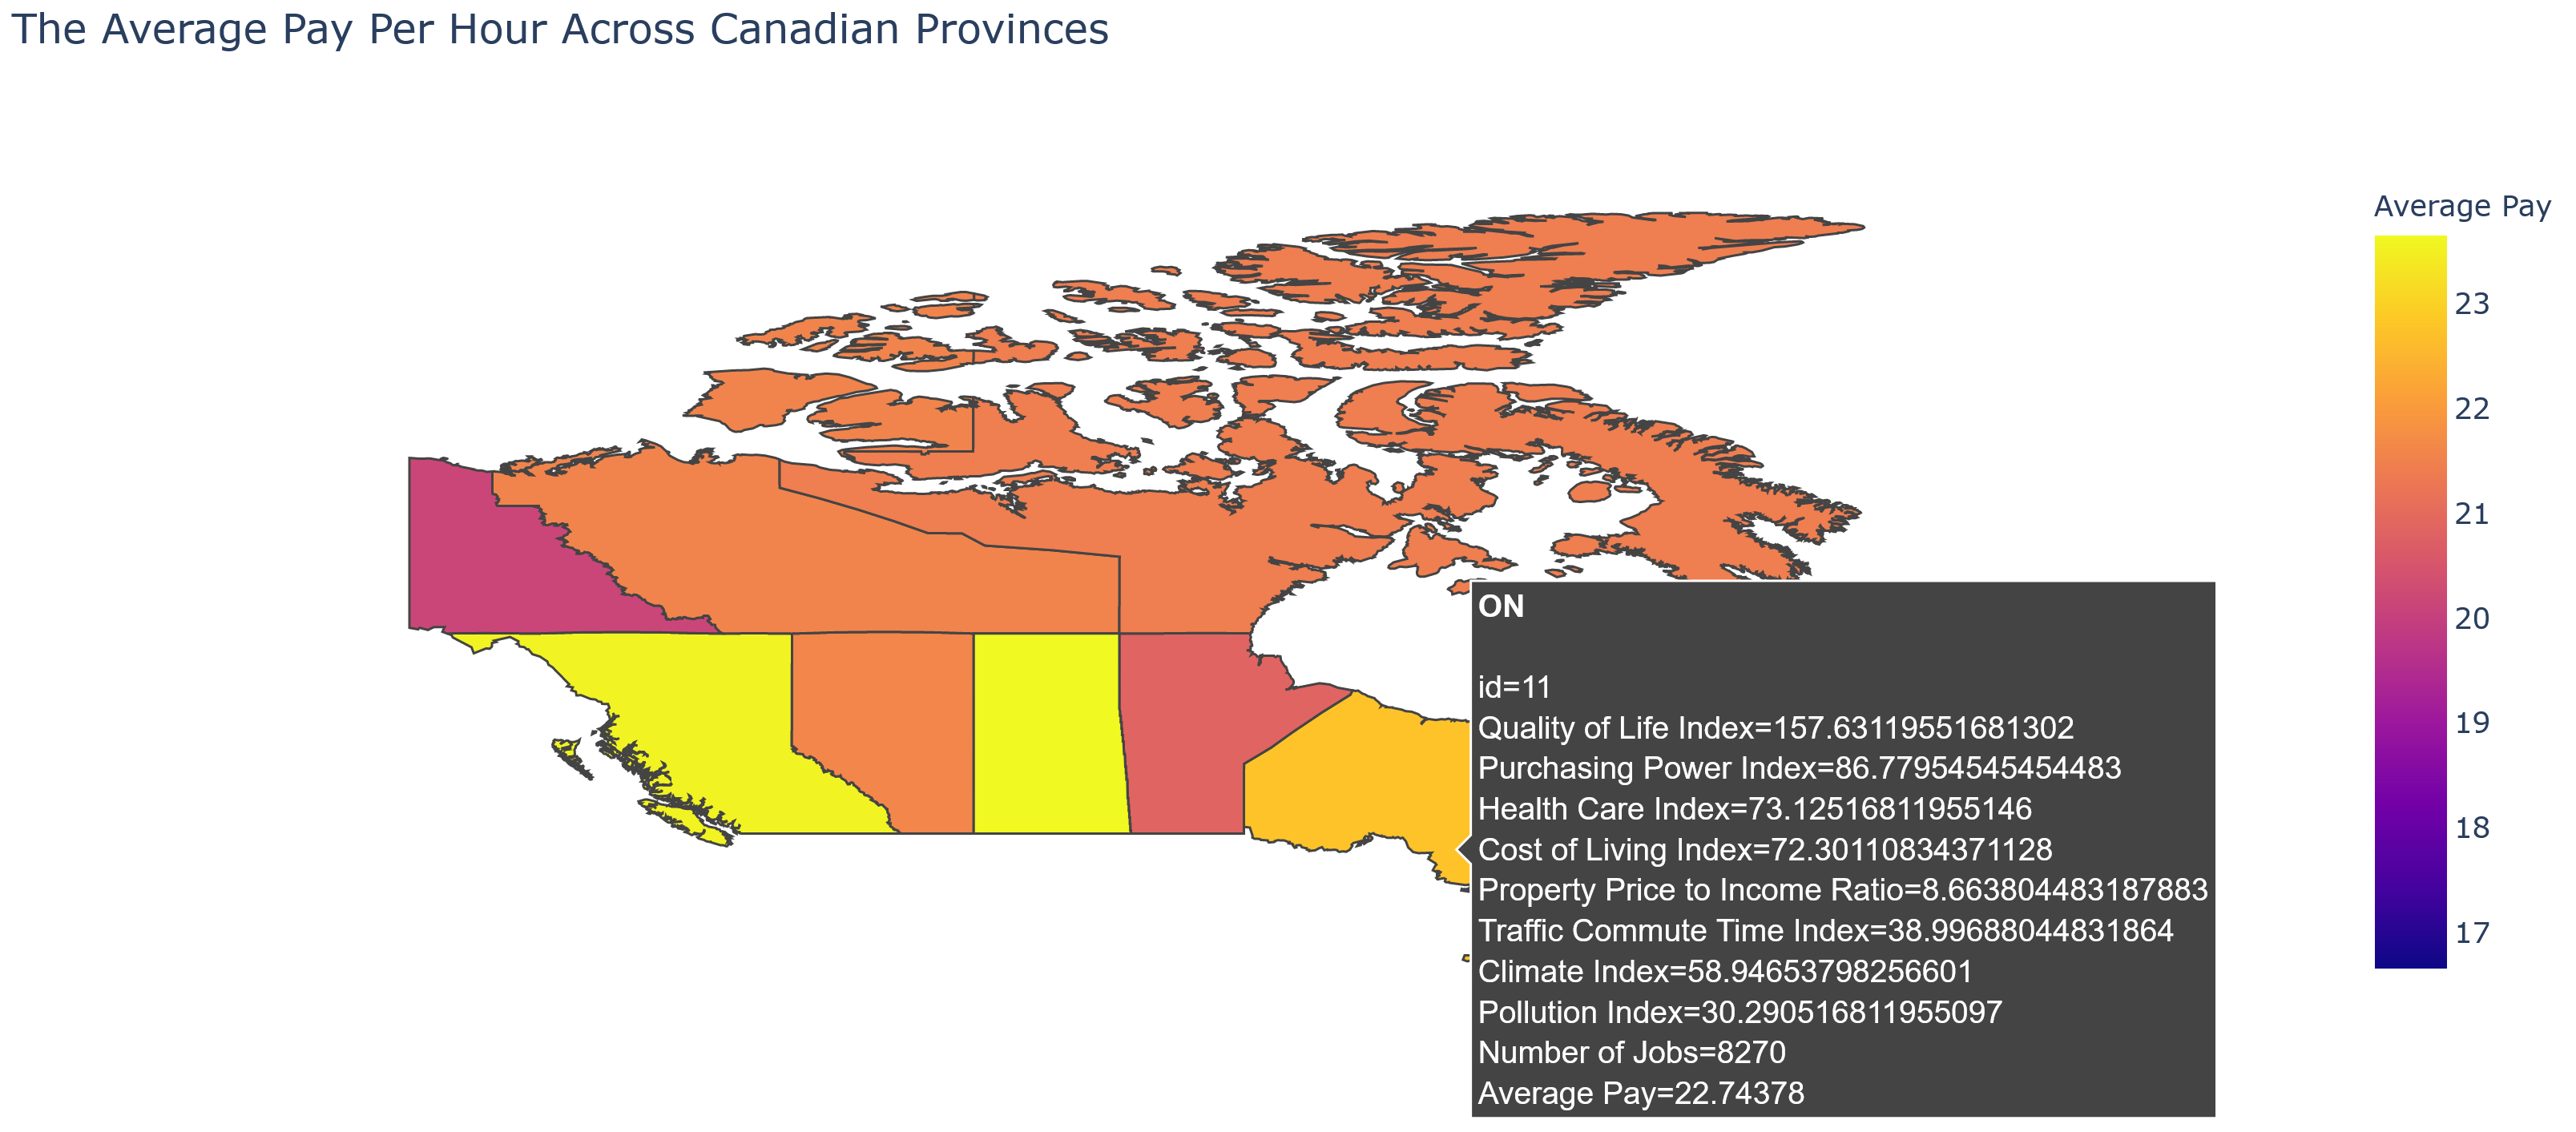 The Average Pay Per Hour Across Canadian Provinces
Average Pay
23
22
21
20
19
18
17
ON
id=11
Quality of Life Index=157.63119551681302
Purchasing Power Index=86.77954545454483
Health Care Index=73.12516811955146
Cost of Living Index=72.30110834371128
Property Price to Income Ratio=8.663804483187883
Traffic Commute Time Index=38.99688044831864
Climate Index=58.94653798256601
Pollution Index=30.290516811955097
Number of Jobs=8270
Average Pay=22.74378